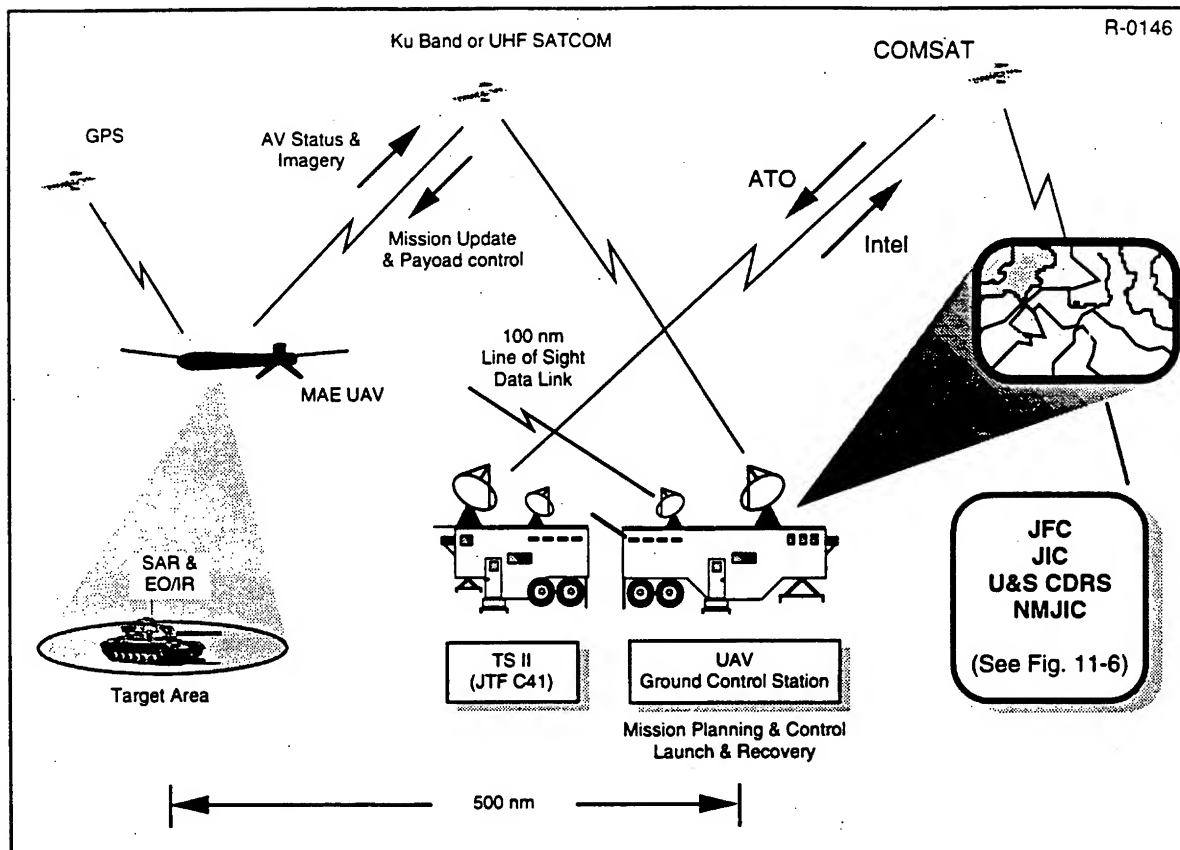 R-0146
Ku Band or UHF SATCOM
COMSAT
GPS
AV Status &
Imagery
ATO
Mission Update
& Payoad control
Intel
100 nm
Line of Sight
Data Link
MAE UAV
SAR &
EO/IR
Target Area
TS II
(JTF C41)
UAV
Ground Control Station
Mission Planning & Control
Launch & Recovery
JFC
JIC
U&S CDRS
NMJIC
(See Fig. 11-6)
500 nm